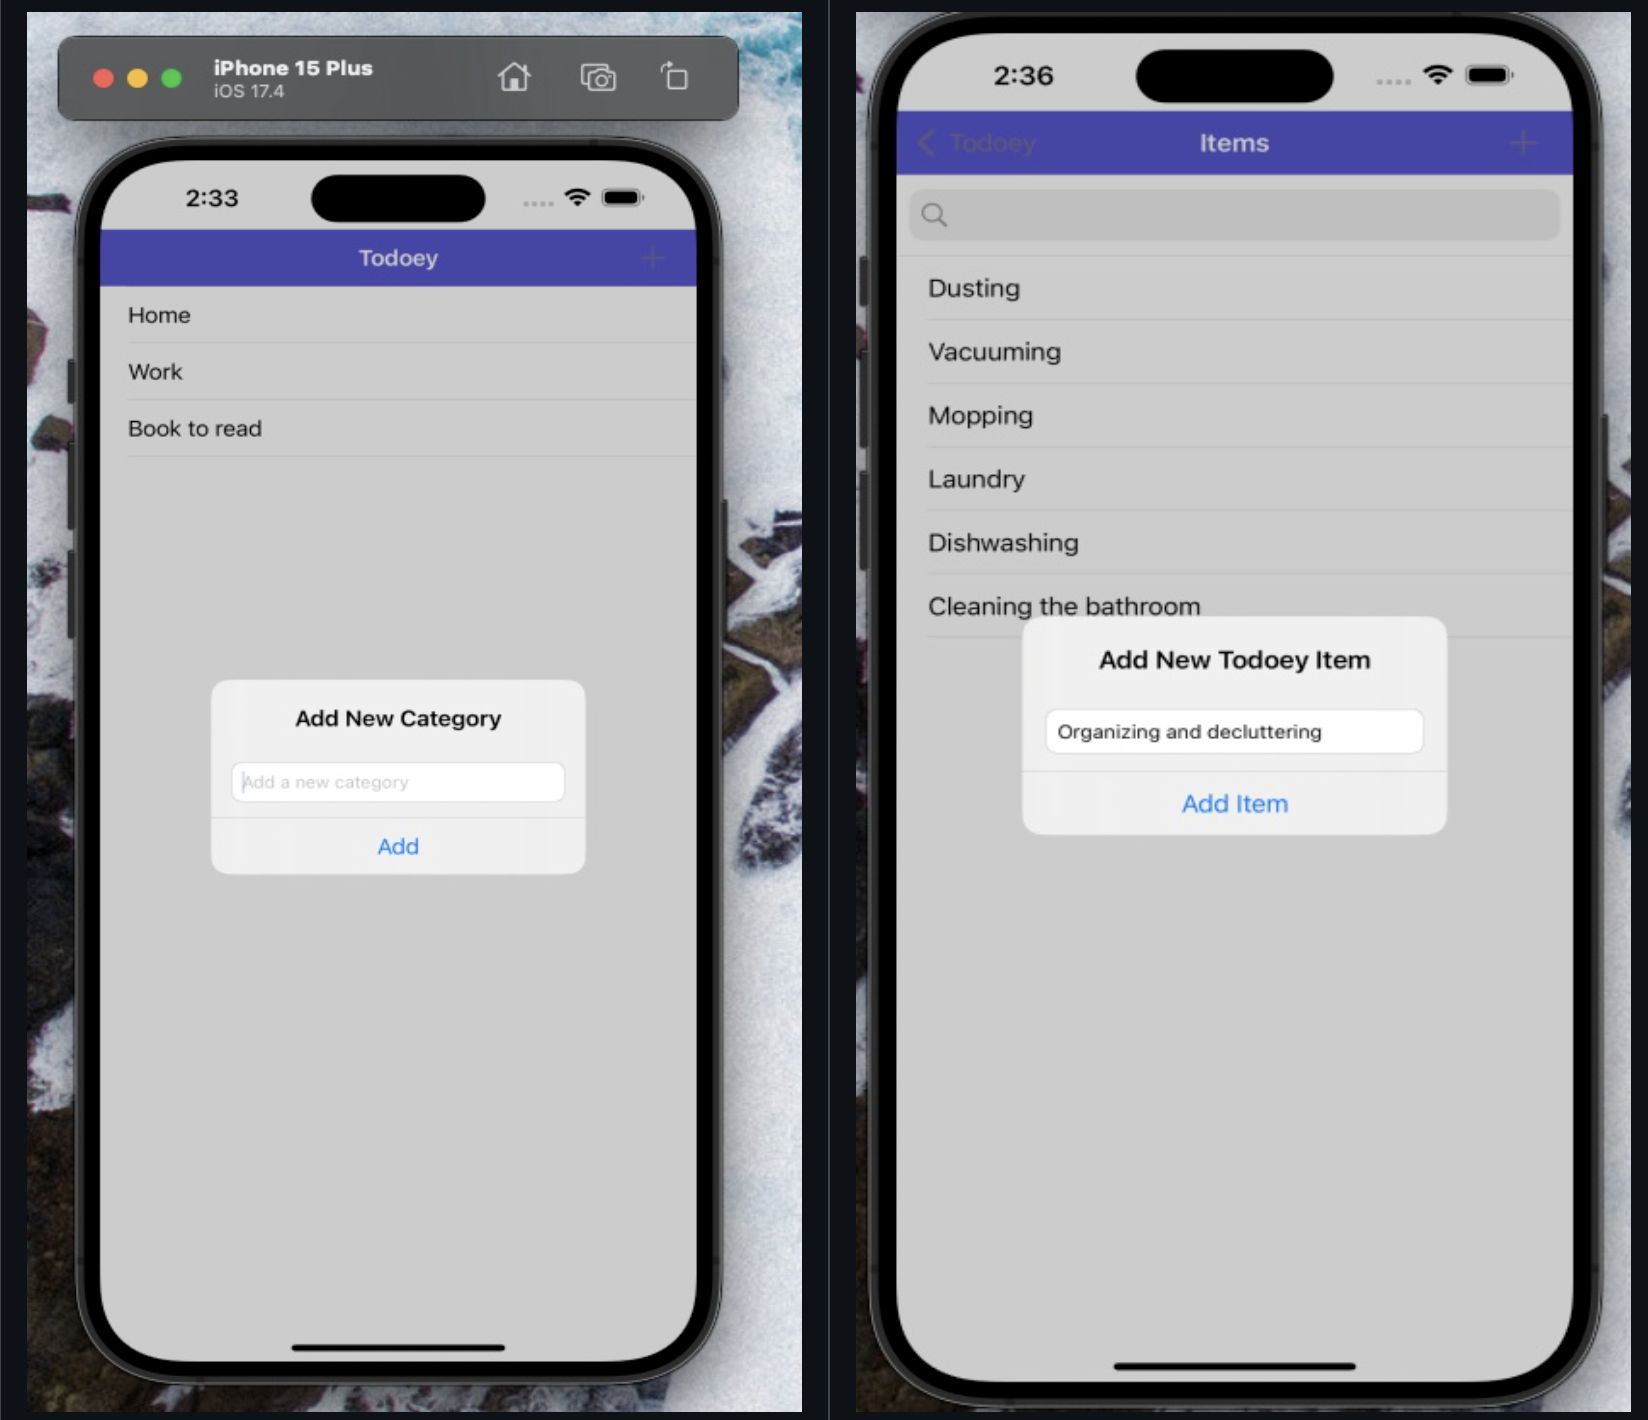 iPhone 15 Plus
iOS 17.4
2:33
Todoey
Home
Work
Book to read
Add New Category
Add a new category
Add
2:36
Todoey
Items
Dusting
Vacuuming
Mopping
Laundry
Dishwashing
Cleaning the bathroom
Add New Todoey Item
Organizing and decluttering
Add Item